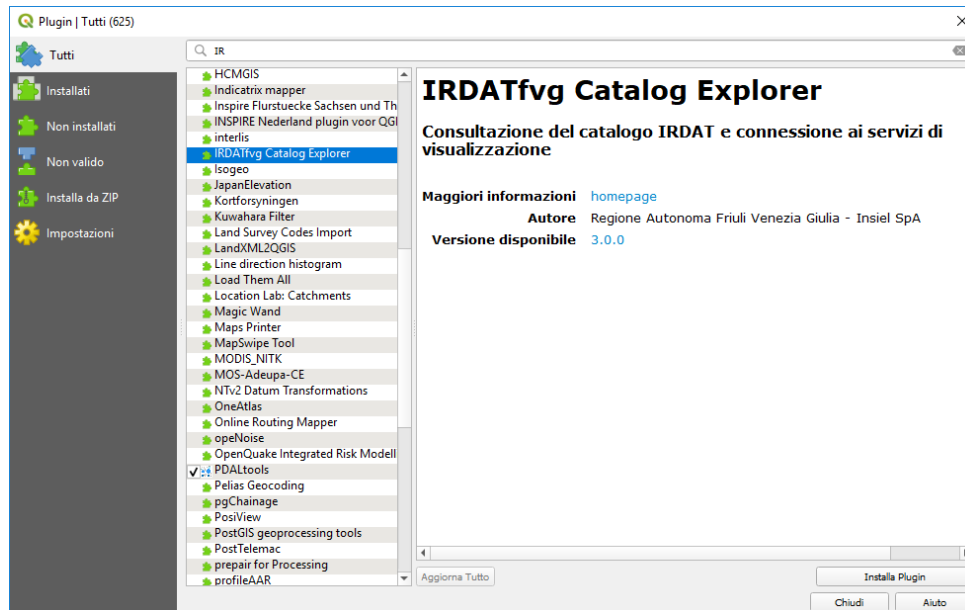 Plugin | Tutti (625)
Tutti
Installati
Non installati
Non valido
Installa da ZIP
Impostazioni
IR
HCMGIS
Indicatrix mapper
Inspire Flurstuecke Sachsen und Th
INSPIRE Nederland plugin voor QGI
interlis
IRDATfvg Catalog Explorer
Isogeo
JapanElevation
Kortforsyningen
Kuwahara Filter
Land Survey Codes Import
LandXML2QGIS
Line direction histogram
Load Them All
Location Lab: Catchments
Magic Wand
Maps Printer
MapSwipe Tool
MODIS_NITK
MOS-Adeupa-CE
NTv2 Datum Transformations
OneAtlas
Online Routing Mapper
opeNoise
OpenQuake Integrated Risk Modell
PDALtools
Pelias Geocoding
pgChainage
PosiView
PostGIS geoprocessing tools
PostTelemac
prepair for Processing
profileAAR
IRDATfvg Catalog Explorer
Consultazione del catalogo IRDAT e connessione ai servizi di
visualizzazione
Maggiori informazioni homepage
Autore Regione Autonoma Friuli Venezia Giulia - Insiel SpA
Versione disponibile 3.0.0
Aggiorna Tutto
Installa Plugin
Chiudi
Aiuto